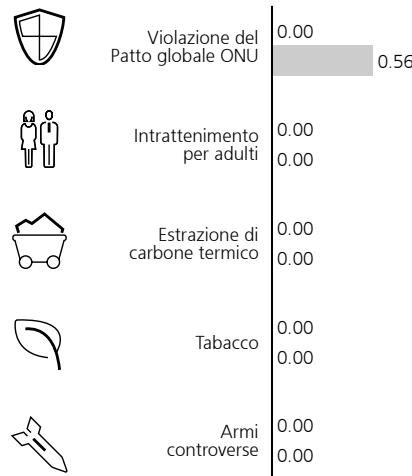 Violazione del
Patto globale ONU
0.00
0.56
Intrattenimento
per adulti
0.00
0.00
Estrazione di
carbone termico
0.00
0.00
Tabacco
0.00
0.00
Armi
controverse
0.00
0.00